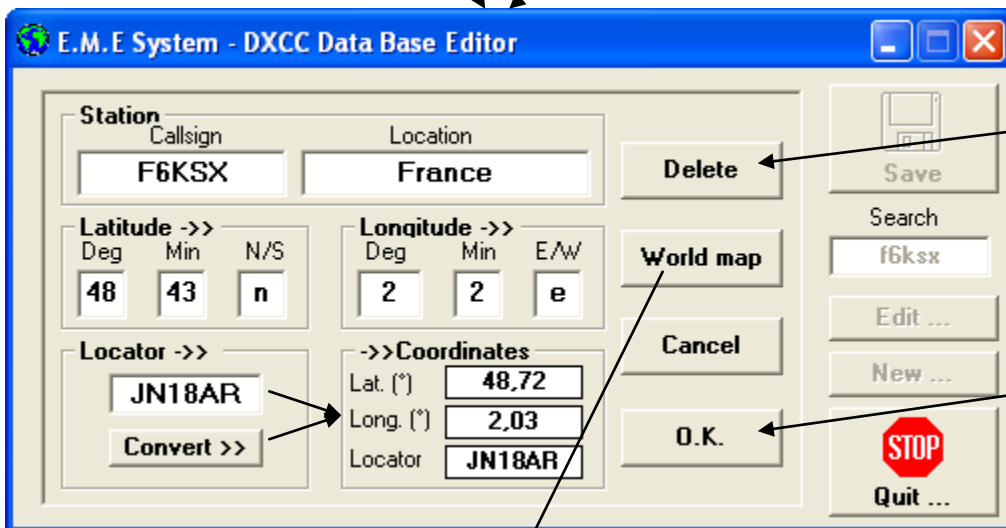 E.M.E System - DXCC Data Base Editor
Station
Callsign Location
F6KSX France
Delete
Save
Search
f6ksx
Latitude ->>
Deg Min N/S
48 43 n
Longitude ->>
Deg Min E/W
2 2 e
World map
Edit ...
Locator ->>
JN18AR
Convert >>
->>Coordinates
Lat. (°) 48,72
Long. (°) 2,03
Locator JN18AR
Cancel
New ...
O.K.
STOP
Quit ...